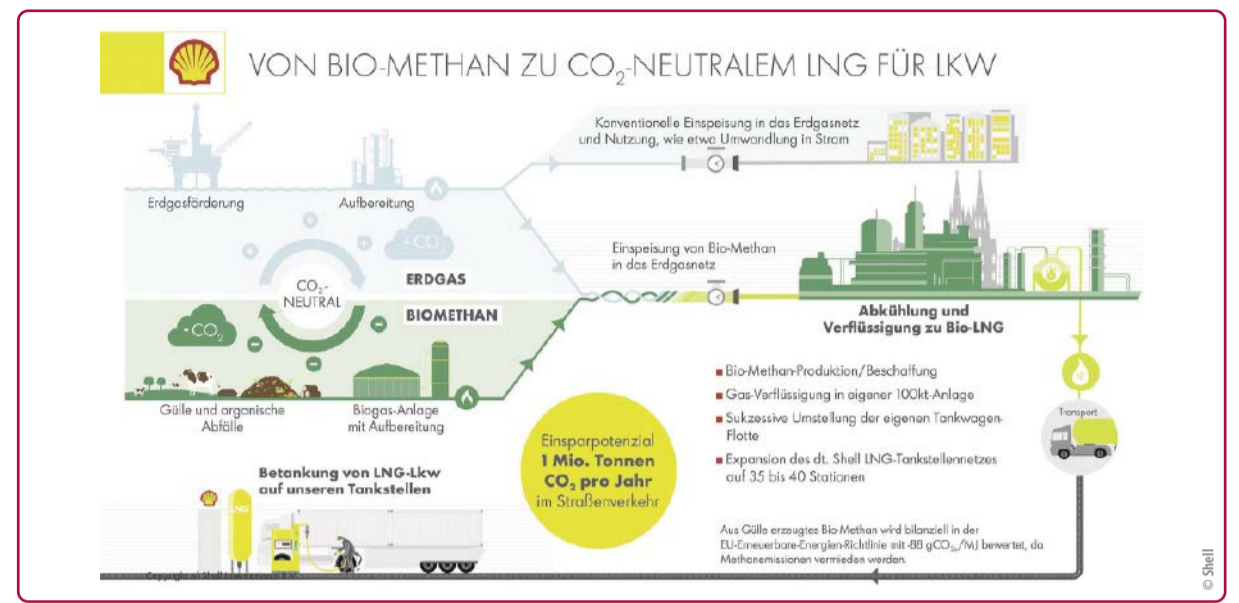 VON BIO-METHAN ZU CO₂-NEUTRALEM LNG FÜR LKW
Konventionelle Einspeisung in das Erdgasnetz
und Nutzung, wie etwa Umwandlung in Strom
Erdgasförderung
Aufbereitung
+ CO₂
ERDGAS
CO₂-
NEUTRAL
BIOMETHAN
- CO₂
Gülle und organische
Abfälle
Biogas-Anlage
mit Aufbereitung
Einspeisung von Bio-Methan
in das Erdgasnetz
Abkühlung und
Verflüssigung zu Bio-LNG
Bio-Methan-Produktion/Beschaffung
Gas-Verflüssigung in eigener 100kt-Anlage
Sukzessive Umstellung der eigenen Tankwagen-
Flotte
Expansion des dt. Shell LNG-Tankstellennetzes
auf 35 bis 40 Stationen
Transport
Einsparpotenzial
1 Mio. Tonnen
CO₂ pro Jahr
im Straßenverkehr
Betankung von LNG-Lkw
auf unseren Tankstellen
LNG
Aus Gülle erzeugtes Bio-Methan wird bilanziell in der
EU-Erneuerbare-Energien-Richtlinie mit -88 gCO₂ₑ/MJ bewertet, da
Methanemissionen vermieden werden.
Copyright of Shell International B.V.
© Shell